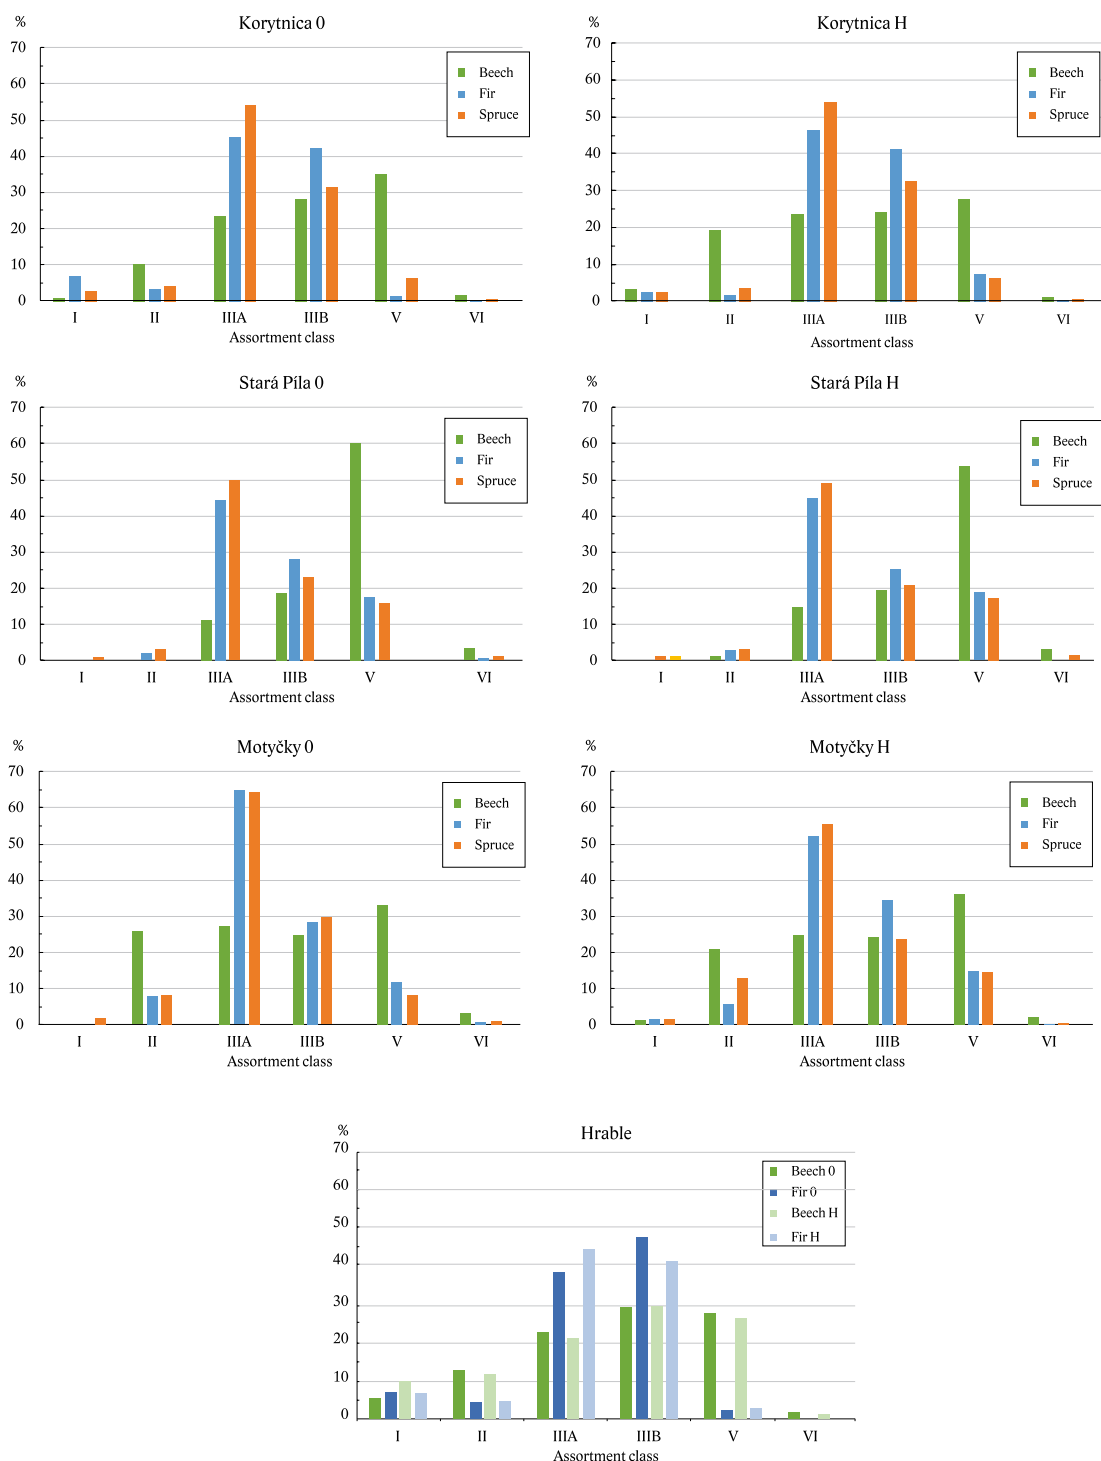 Korytnica 0
%
70
60
50
40
30
20
10
0
Beech
Fir
Spruce
I II IIIA IIIB V VI
Assortment class
Korytnica H
%
70
60
50
40
30
20
10
0
Beech
Fir
Spruce
I II IIIA IIIB V VI
Assortment class
Stará Píla 0
%
70
60
50
40
30
20
10
0
Beech
Fir
Spruce
I II IIIA IIIB V VI
Assortment class
Stará Píla H
%
70
60
50
40
30
20
10
0
Beech
Fir
Spruce
I II IIIA IIIB V VI
Assortment class
Motyčky 0
%
70
60
50
40
30
20
10
0
Beech
Fir
Spruce
I II IIIA IIIB V VI
Assortment class
Motyčky H
%
70
60
50
40
30
20
10
0
Beech
Fir
Spruce
I II IIIA IIIB V VI
Assortment class
Hrable
%
70
60
50
40
30
20
10
0
Beech 0
Fir 0
Beech H
Fir H
I II IIIA IIIB V VI
Assortment class